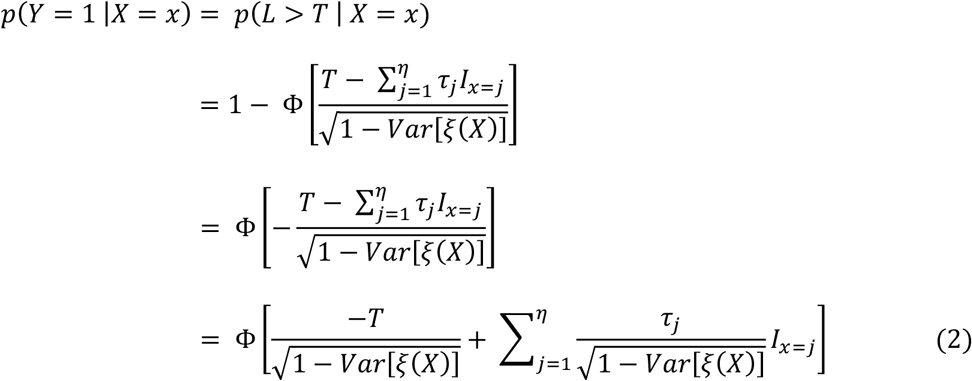 p(Y = 1 |X = x) = p(L > T | X = x)
= 1 − Φ[(T − ∑_{j=1}^{η} τ_j I_{x=j}) / √(1 − Var[ξ(X)])]
= Φ[−(T − ∑_{j=1}^{η} τ_j I_{x=j}) / √(1 − Var[ξ(X)])]
= Φ[−T / √(1 − Var[ξ(X)]) + ∑_{j=1}^{η} τ_j / √(1 − Var[ξ(X)]) I_{x=j}] (2)